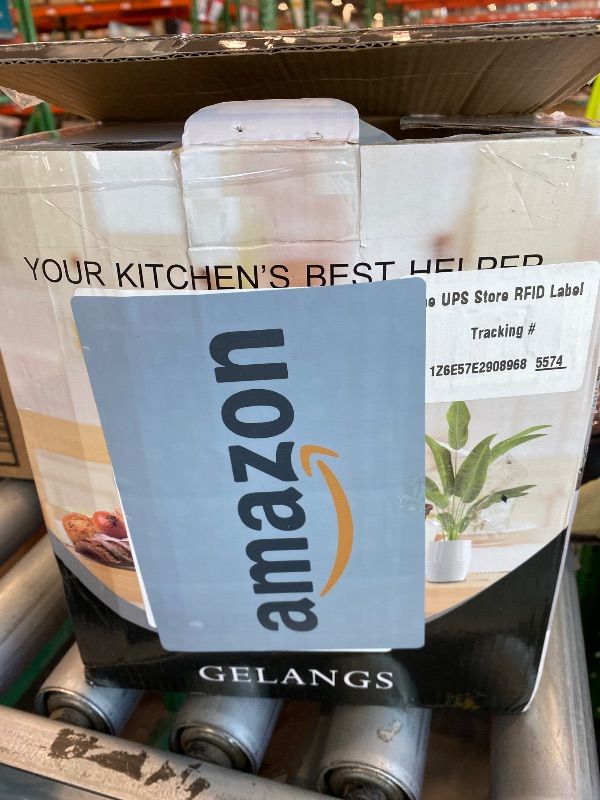 YOUR KITCHEN'S BEST HELPER
UPS Store RFID Label
Tracking #
1Z6E57E2908968 5574
amazon
GELANGS